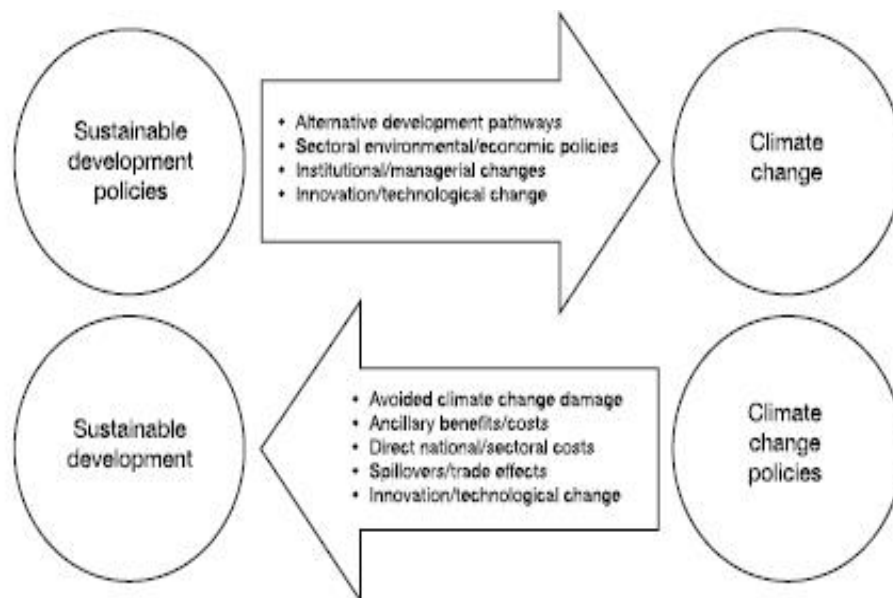 Sustainable
development
policies
• Alternative development pathways
• Sectoral environmental/economic policies
• Institutional/managerial changes
• Innovation/technological change
Climate
change
Sustainable
development
• Avoided climate change damage
• Ancillary benefits/costs
• Direct national/sectoral costs
• Spillovers/trade effects
• Innovation/technological change
Climate
change
policies